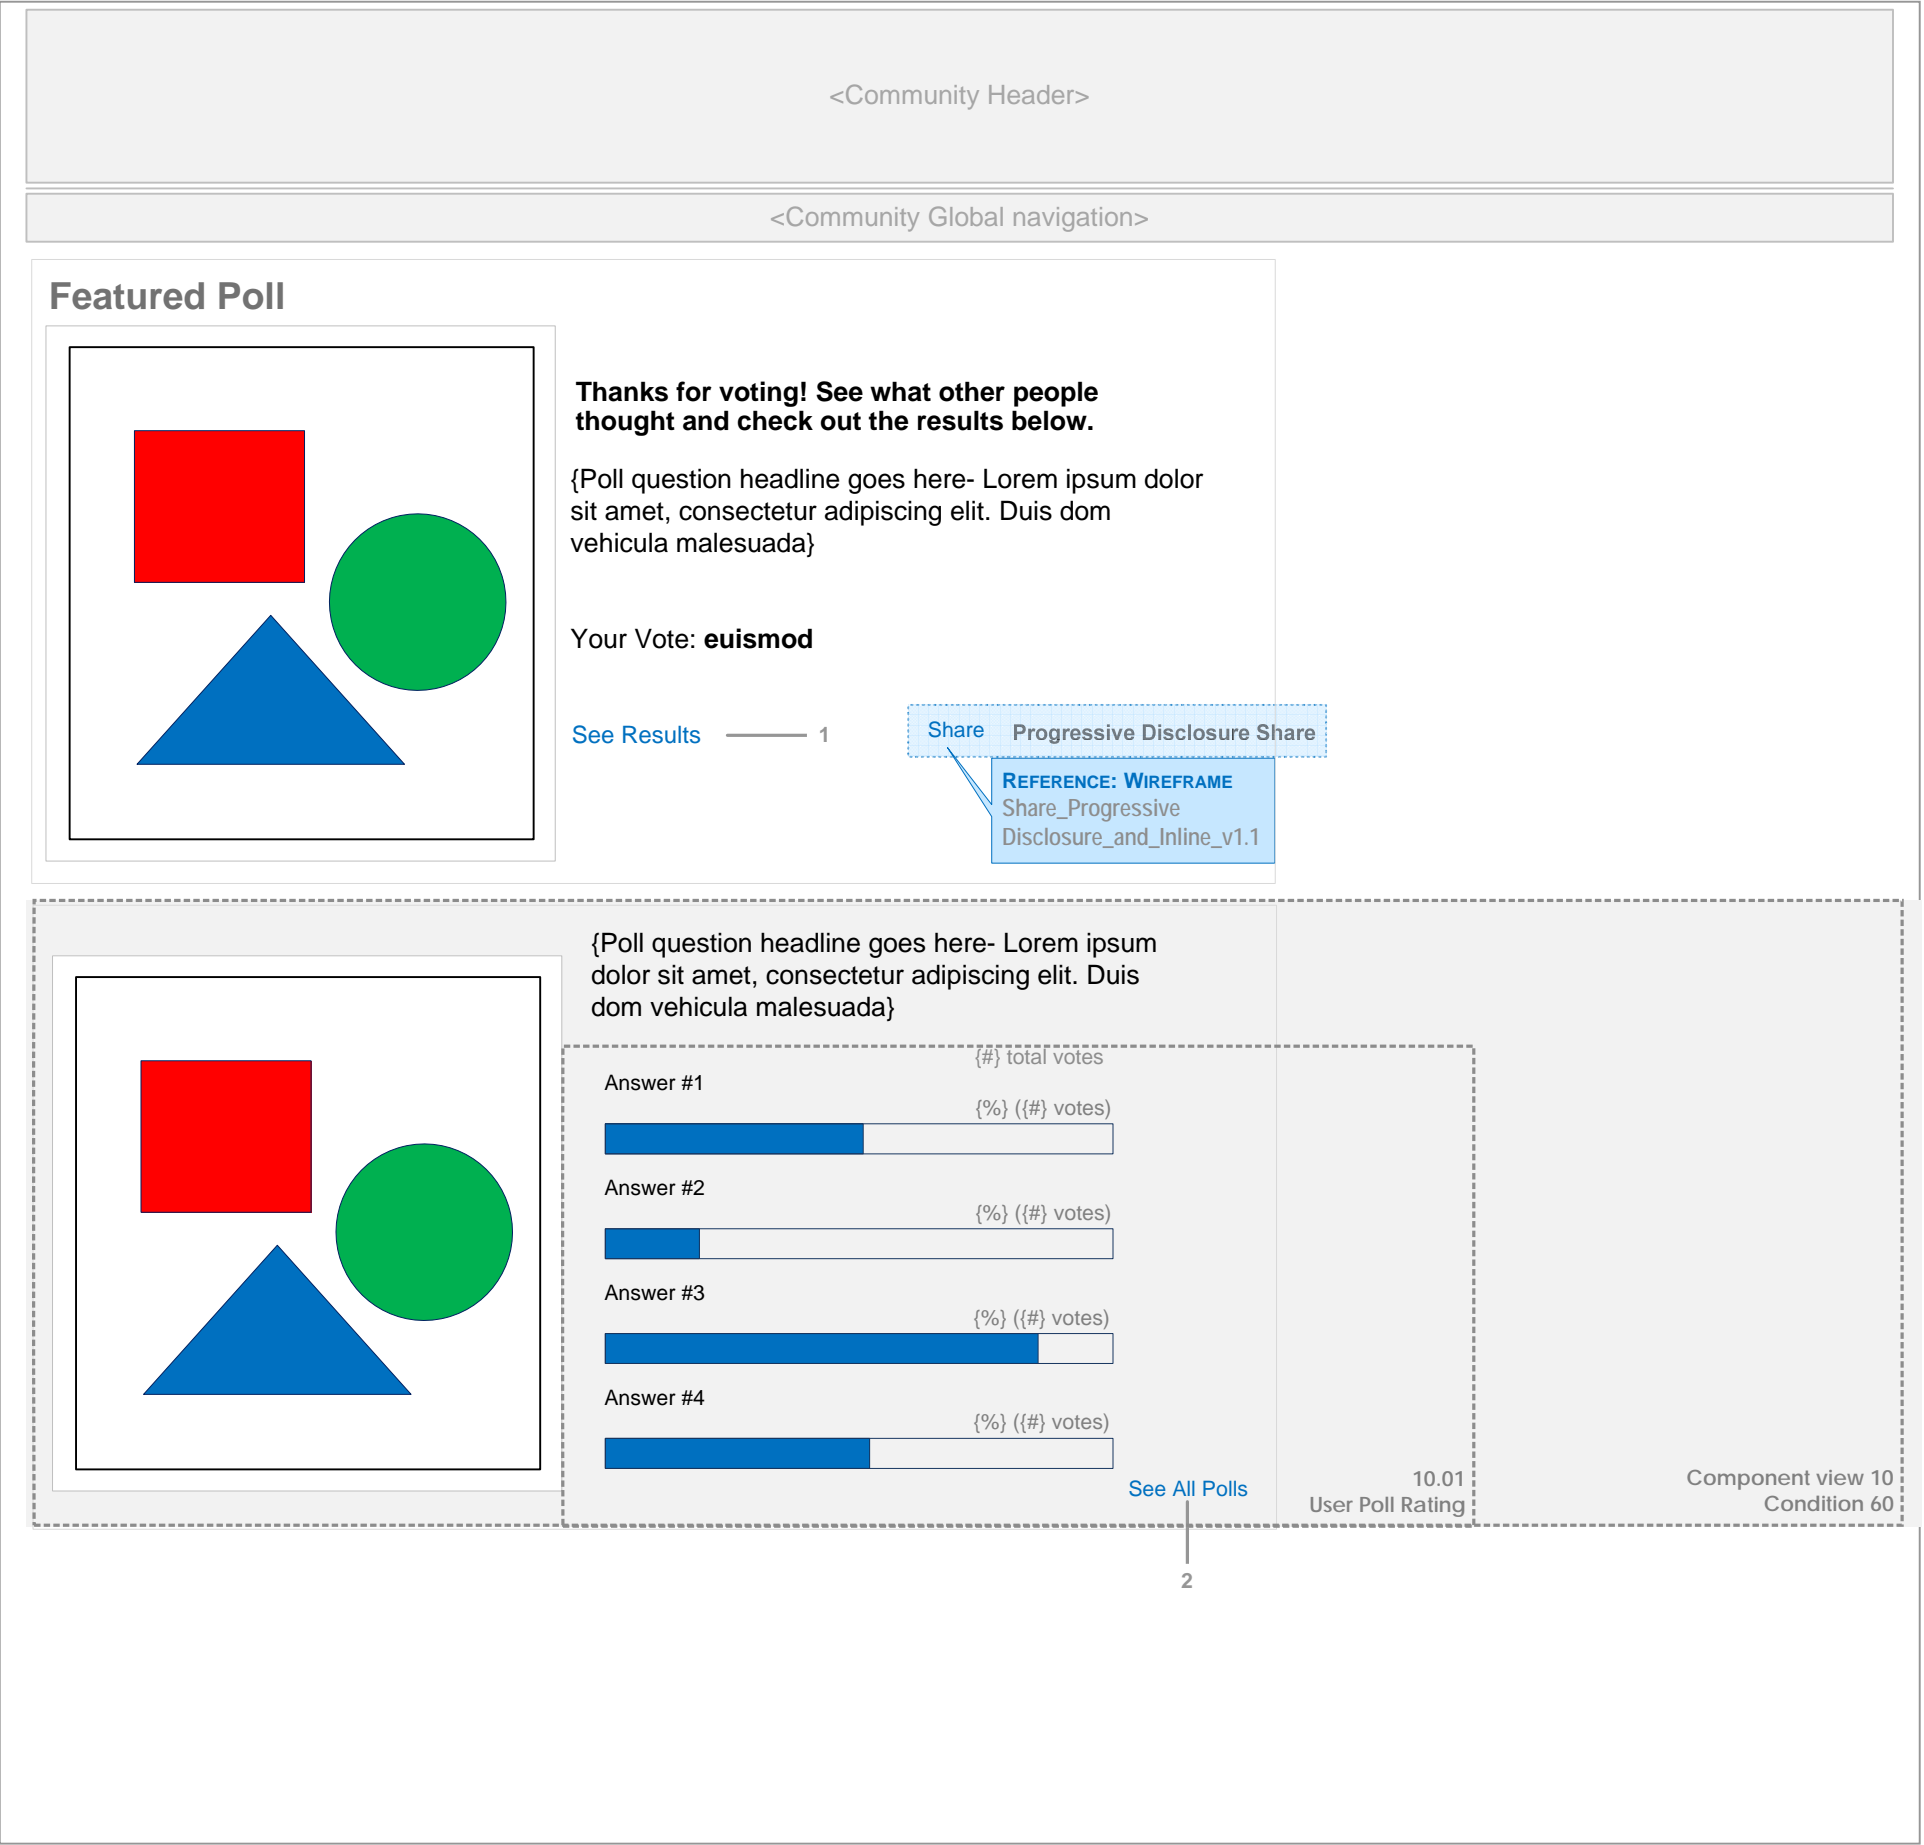 <Community Header>
<Community Global navigation>
Featured Poll
Thanks for voting! See what other people
thought and check out the results below.
{Poll question headline goes here- Lorem ipsum dolor
sit amet, consectetur adipiscing elit. Duis dom
vehicula malesuada}
Your Vote: euismod
See Results 1
Share Progressive Disclosure Share
REFERENCE: WIREFRAME
Share_Progressive
Disclosure_and_Inline_v1.1
{Poll question headline goes here- Lorem ipsum
dolor sit amet, consectetur adipiscing elit. Duis
dom vehicula malesuada}
{#} total votes
Answer #1
{%} ({#} votes)
Answer #2
{%} ({#} votes)
Answer #3
{%} ({#} votes)
Answer #4
{%} ({#} votes)
See All Polls
10.01
User Poll Rating
Component view 10
Condition 60
2